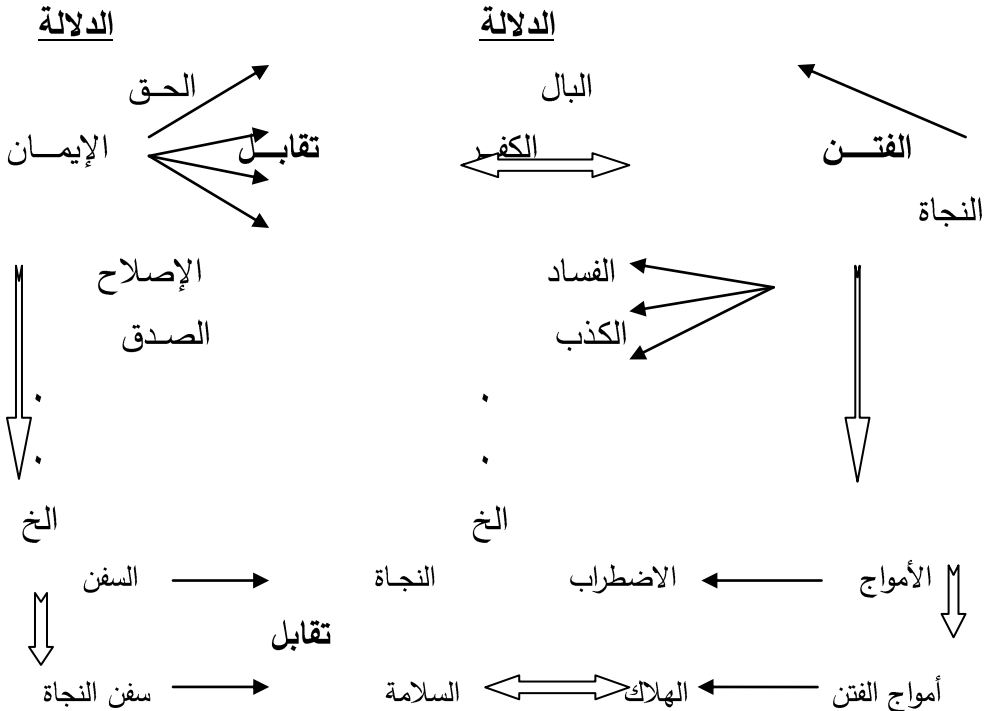 الدلالة الدلالة
البال الحق
الفتن الكفر تقابل الإيمان
النجاة
الفساد الإصلاح
الكذب الصدق
. .
. .
الخ الخ
الأمواج الاضطراب النجاة السفن
تقابل
أمواج الفتن الهلاك السلامة سفن النجاة